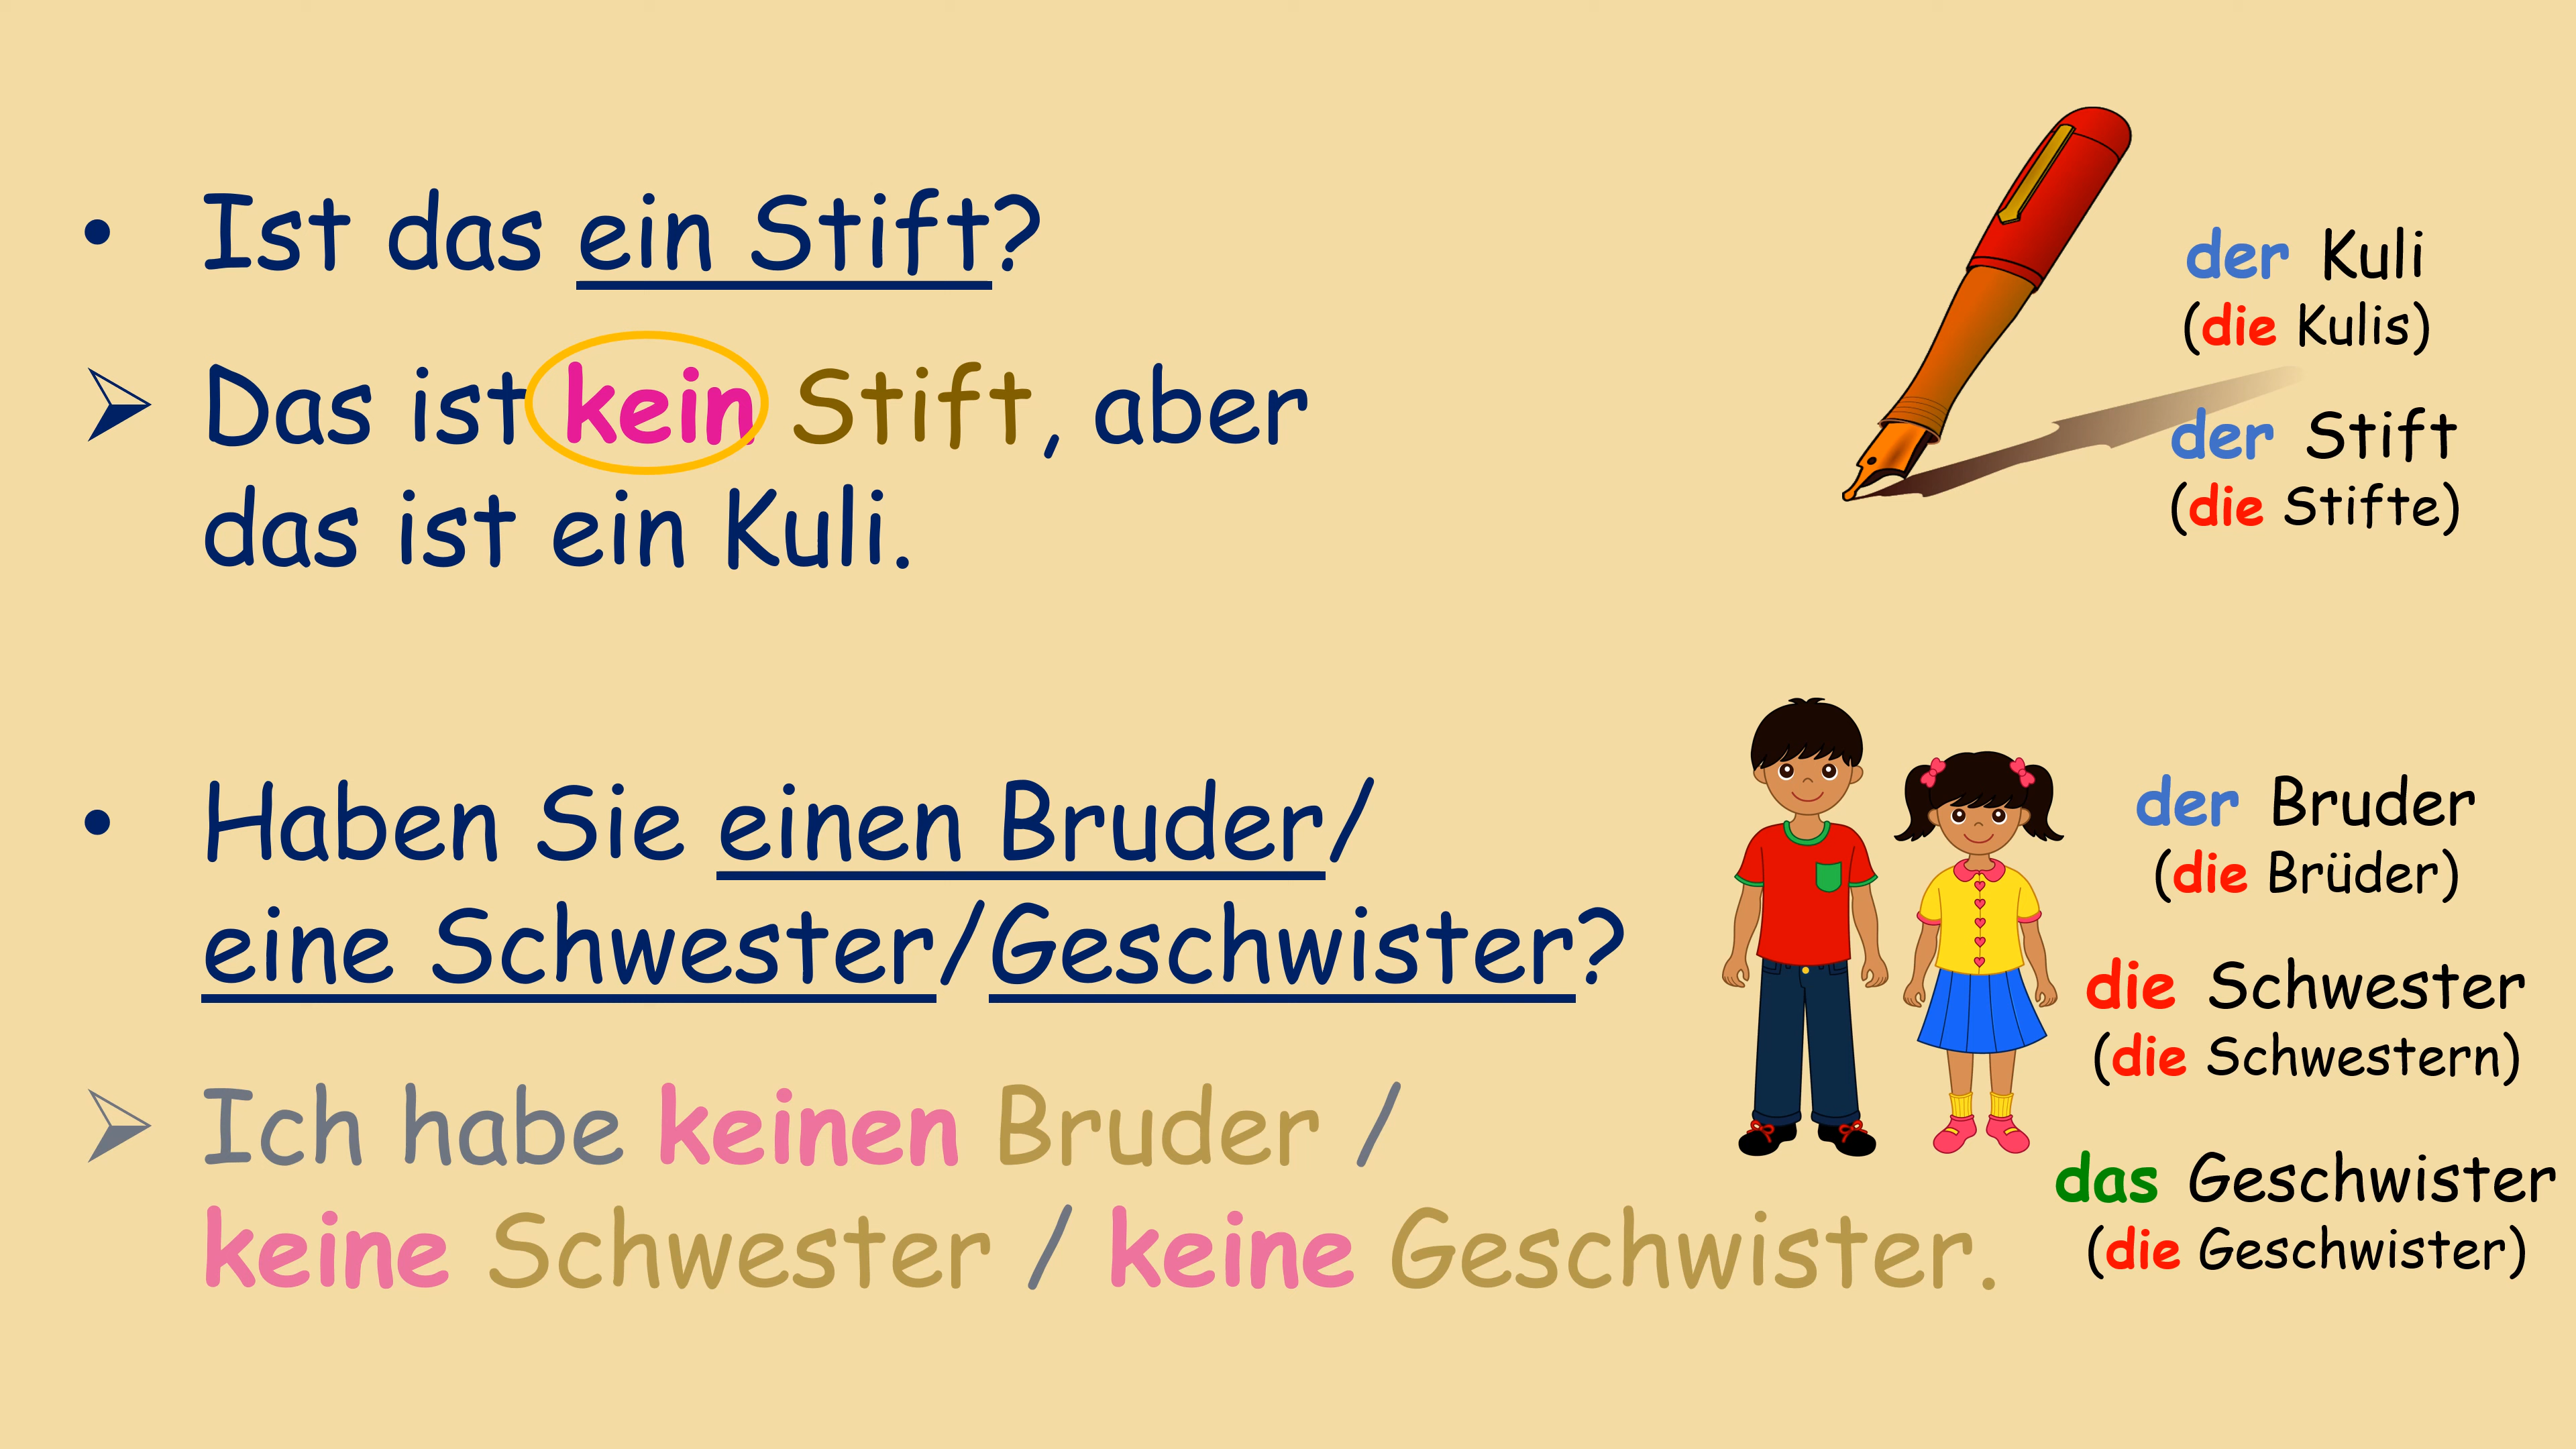 • Ist das ein Stift?
➢ Das ist kein Stift, aber
das ist ein Kuli.
der Kuli
(die Kulis)
der Stift
(die Stifte)
• Haben Sie einen Bruder/
eine Schwester/Geschwister?
➢ Ich habe keinen Bruder /
keine Schwester / keine Geschwister.
der Bruder
(die Brüder)
die Schwester
(die Schwestern)
das Geschwister
(die Geschwister)